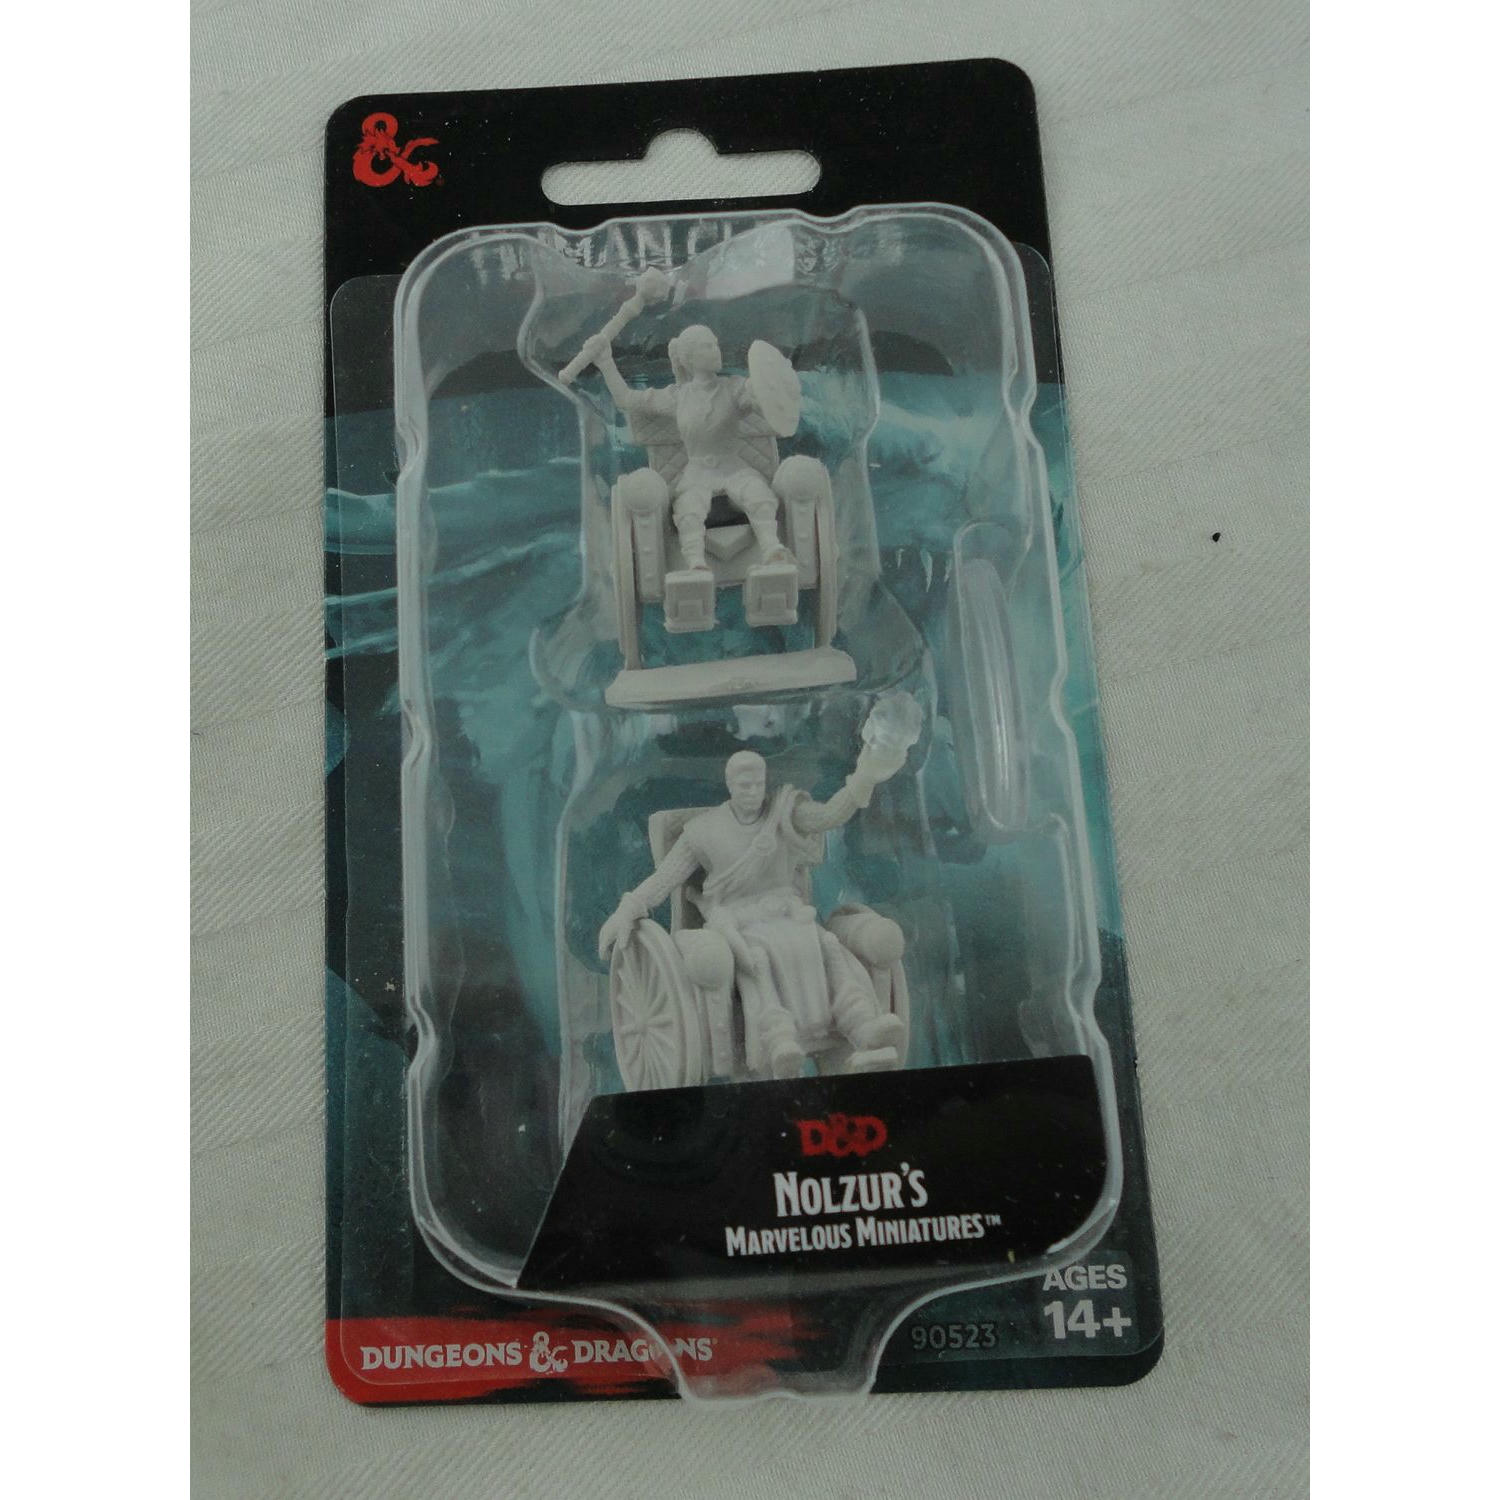 D&D
NOLZUR'S
MARVELOUS MINIATURES™
AGES
14+
90523
DUNGEONS & DRAGONS